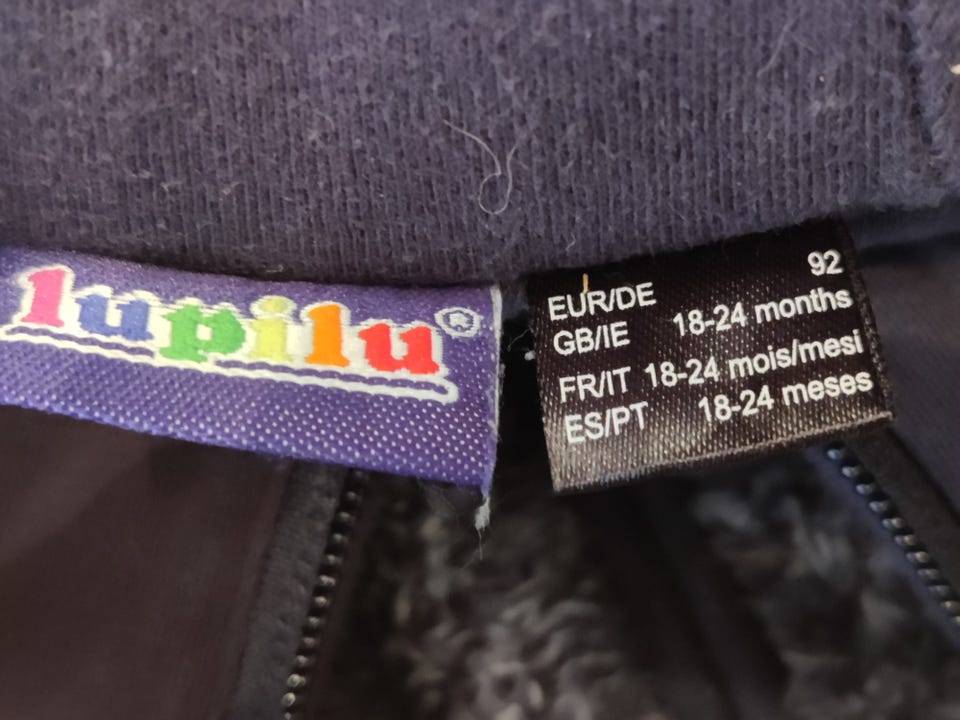 lupilu®
EUR/DE 92
GB/IE 18-24 months
FR/IT 18-24 mois/mesi
ES/PT 18-24 meses